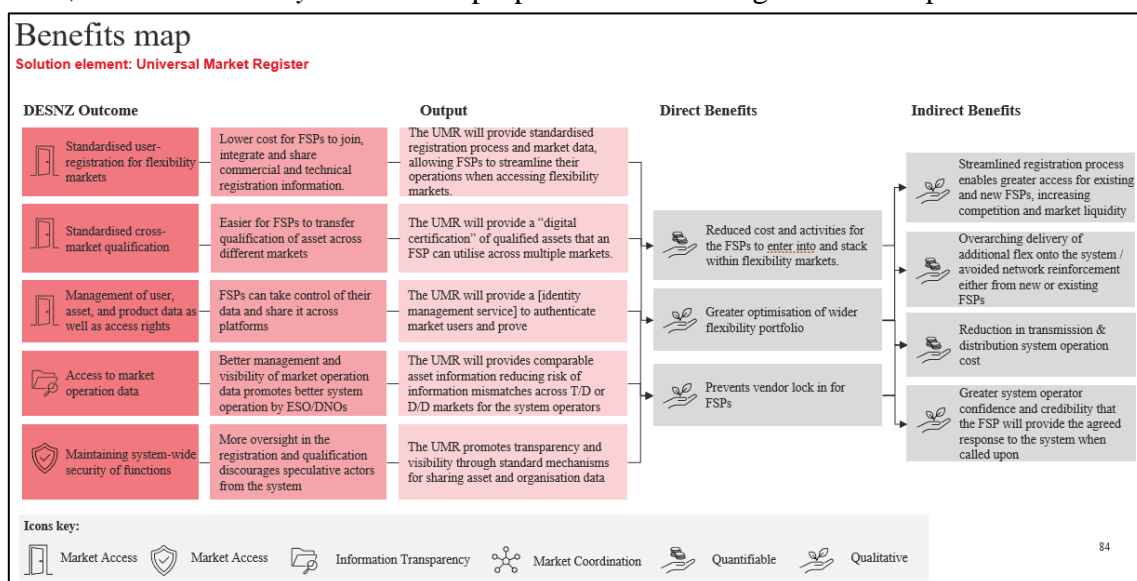 Benefits map
Solution element: Universal Market Register
DESNZ Outcome
Output
Direct Benefits
Indirect Benefits
Standardised user-
registration for flexibility
markets
Lower cost for FSPs to join,
integrate and share
commercial and technical
registration information.
The UMR will provide standardised
registration process and market data,
allowing FSPs to streamline their
operations when accessing flexibility
markets.
Standardised cross-
market qualification
Easier for FSPs to transfer
qualification of asset across
different markets
The UMR will provide a “digital
certification” of qualified assets that an
FSP can utilise across multiple markets.
Management of user,
asset, and product data as
well as access rights
FSPs can take control of their
data and share it across
platforms
The UMR will provide a [identity
management service] to authenticate
market users and prove
Access to market
operation data
Better management and
visibility of market operation
data promotes better system
operation by ESO/DNOs
The UMR will provides comparable
asset information reducing risk of
information mismatches across T/D or
D/D markets for the system operators
Maintaining system-wide
security of functions
More oversight in the
registration and qualification
discourages speculative actors
from the system
The UMR promotes transparency and
visibility through standard mechanisms
for sharing asset and organisation data
Reduced cost and activities for
the FSPs to enter into and stack
within flexibility markets.
Greater optimisation of wider
flexibility portfolio
Prevents vendor lock in for
FSPs
Streamlined registration process
enables greater access for existing
and new FSPs, increasing
competition and market liquidity
Overarching delivery of
additional flex onto the system /
avoided network reinforcement
either from new or existing
FSPs
Reduction in transmission &
distribution system operation
cost
Greater system operator
confidence and credibility that
the FSP will provide the agreed
response to the system when
called upon
Icons key:
Market Access
Market Access
Information Transparency
Market Coordination
Quantifiable
Qualitative
84